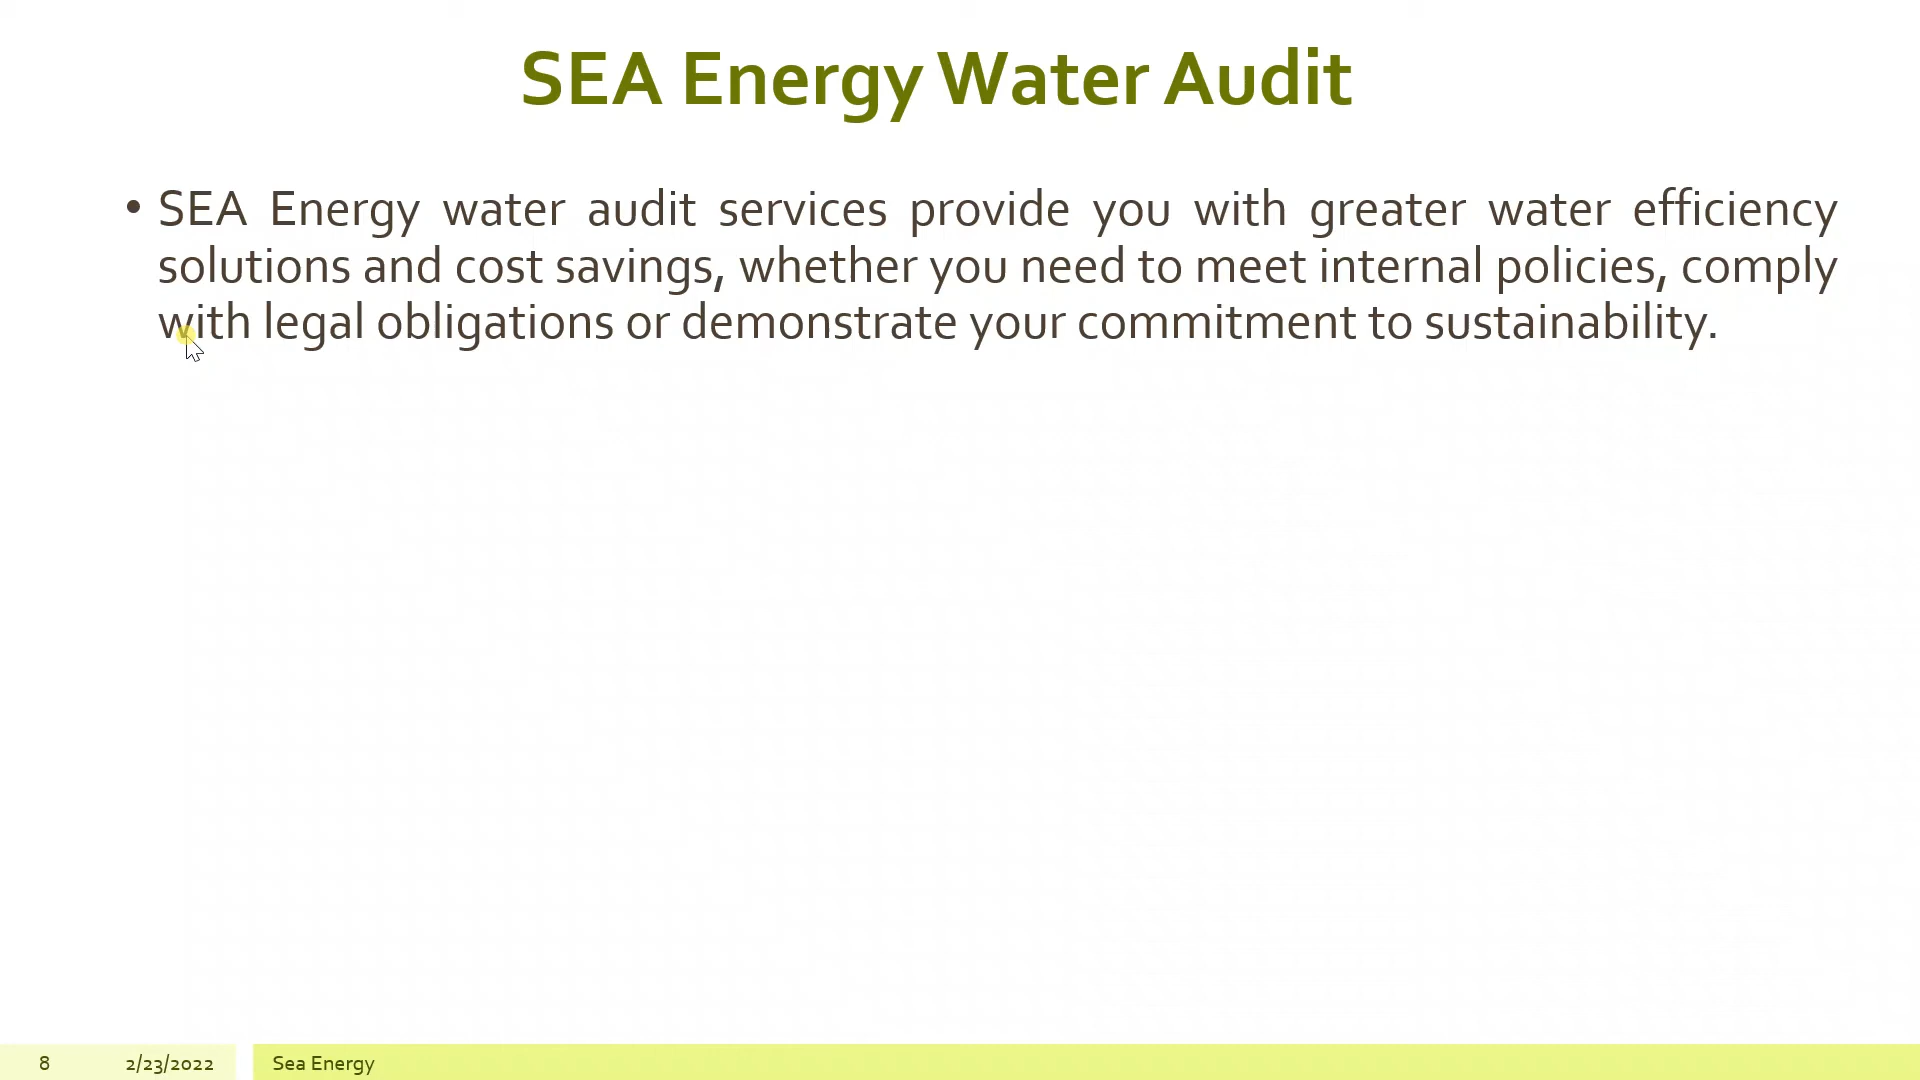 SEA Energy Water Audit
• SEA Energy water audit services provide you with greater water efficiency
solutions and cost savings, whether you need to meet internal policies, comply
with legal obligations or demonstrate your commitment to sustainability.
8 2/23/2022 Sea Energy